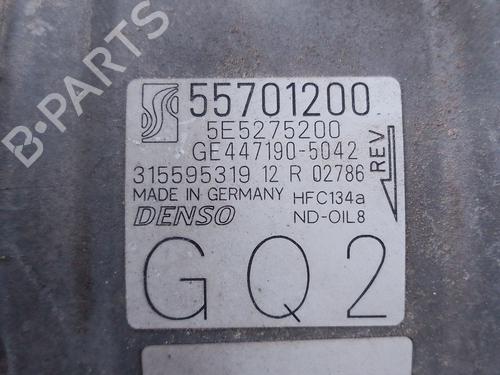 B-PARTS
55701200
5E5275200
GE447190-5042
315595319 12 R 02786
REV
MADE IN GERMANY HFC134a
DENSO ND-OIL8
GQ2